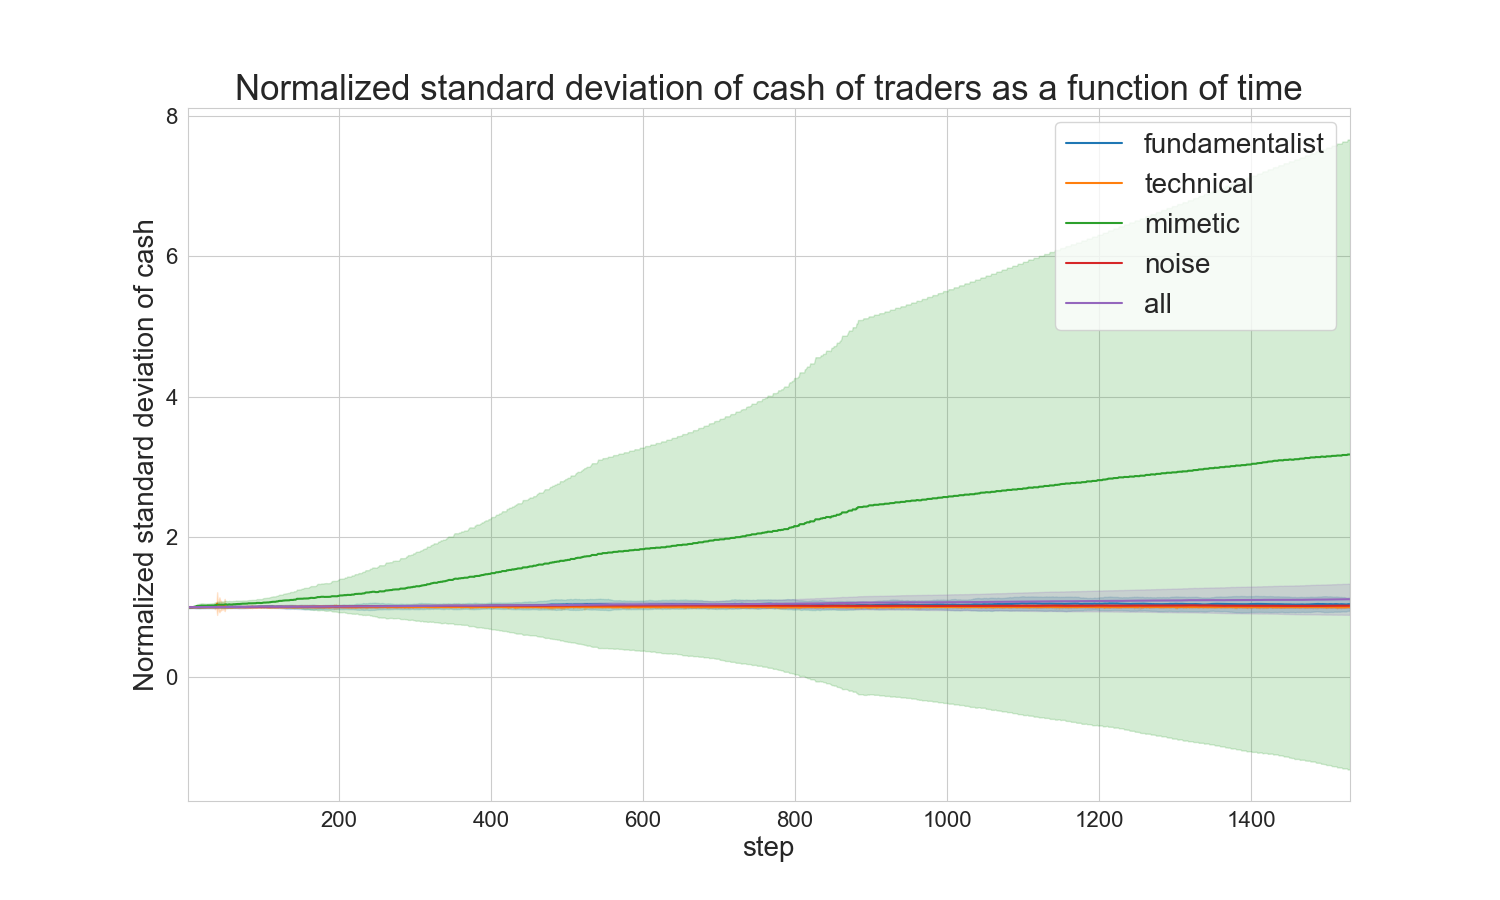 Normalized standard deviation of cash of traders as a function of time
Normalized standard deviation of cash
8
6
4
2
0
fundamentalist
technical
mimetic
noise
all
200 400 600 800 1000 1200 1400
step